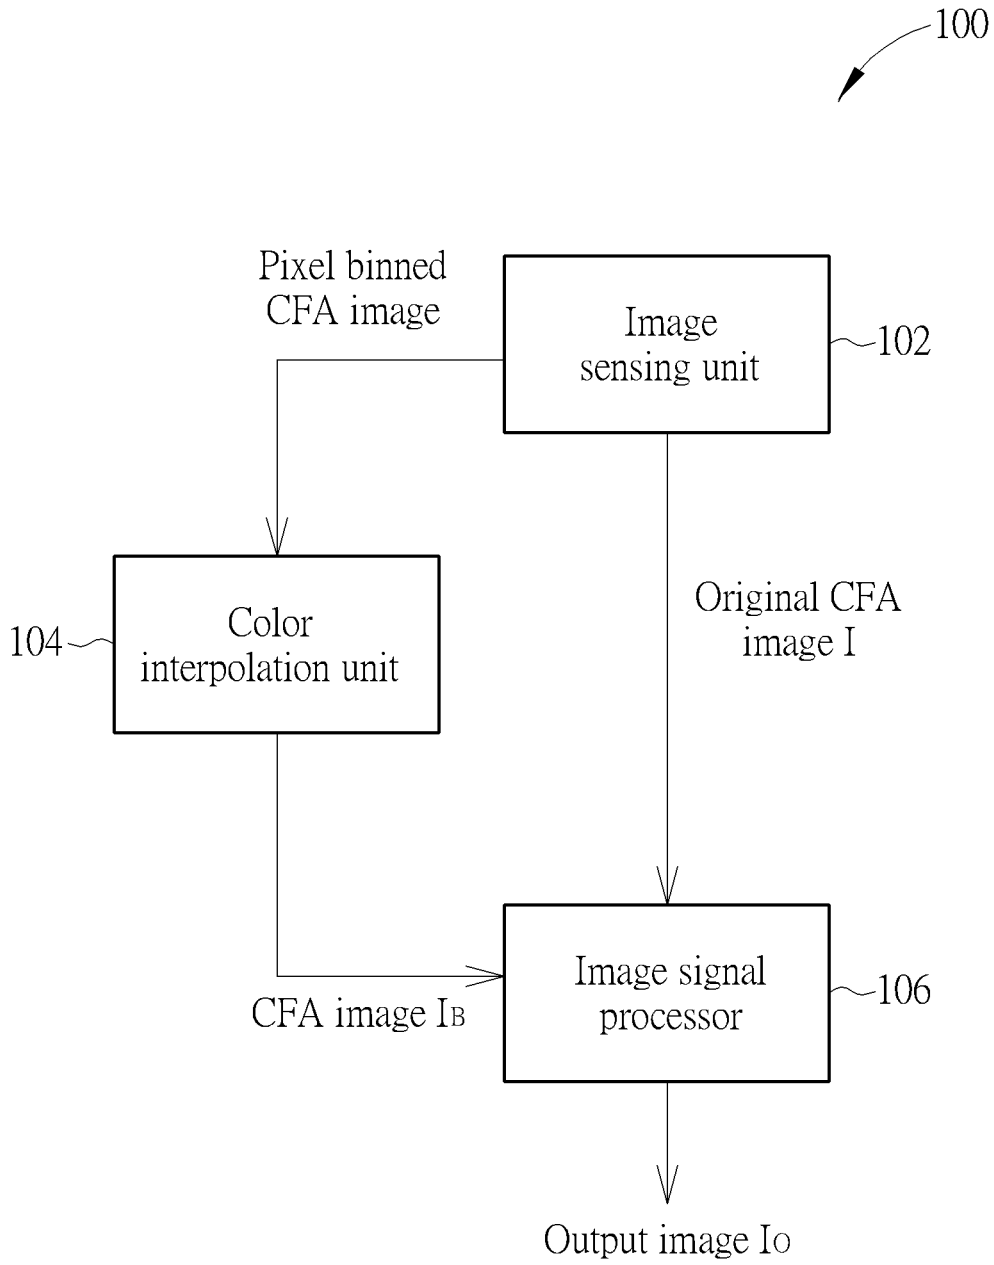 100
Pixel binned
CFA image
Image
sensing unit
102
Color
interpolation unit
104
Original CFA
image I
Image signal
processor
106
CFA image IB
Output image IO